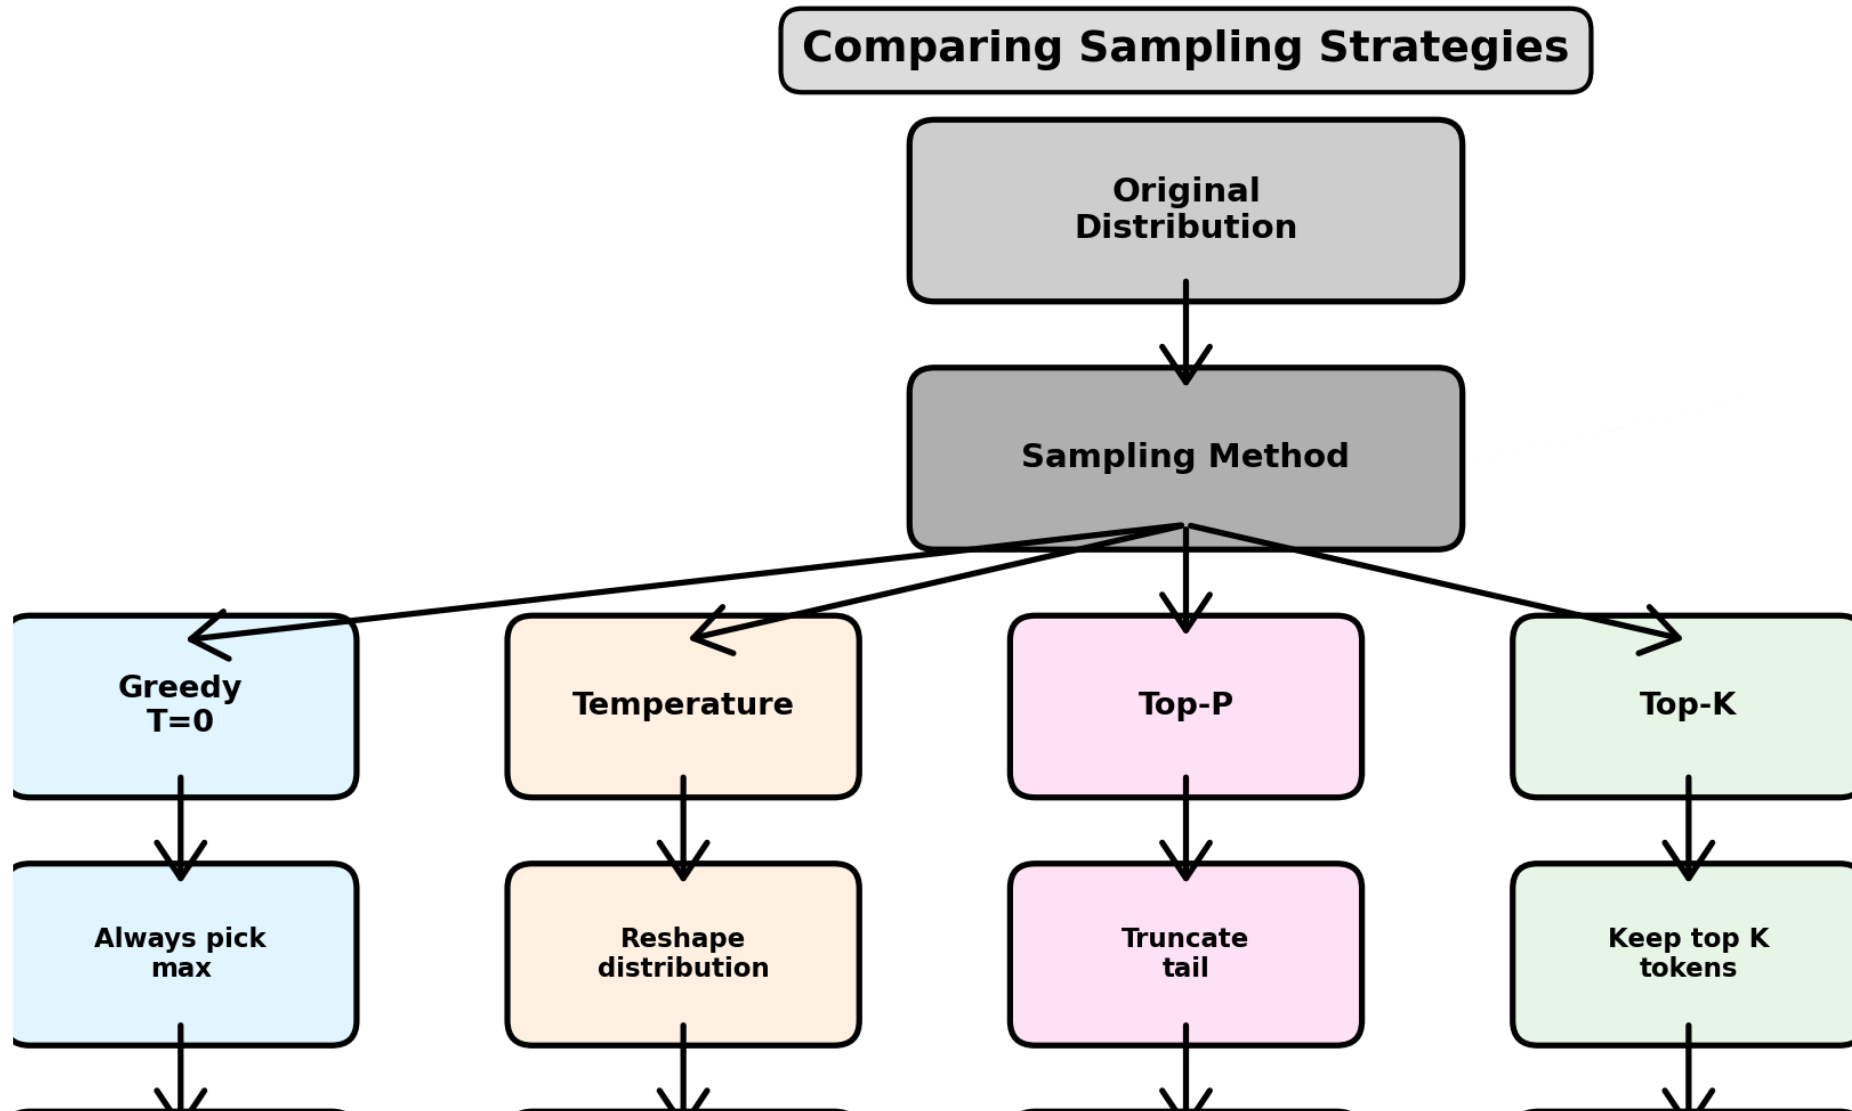 Comparing Sampling Strategies
Original
Distribution
Sampling Method
Greedy
T=0
Temperature
Top-P
Top-K
Always pick
max
Reshape
distribution
Truncate
tail
Keep top K
tokens